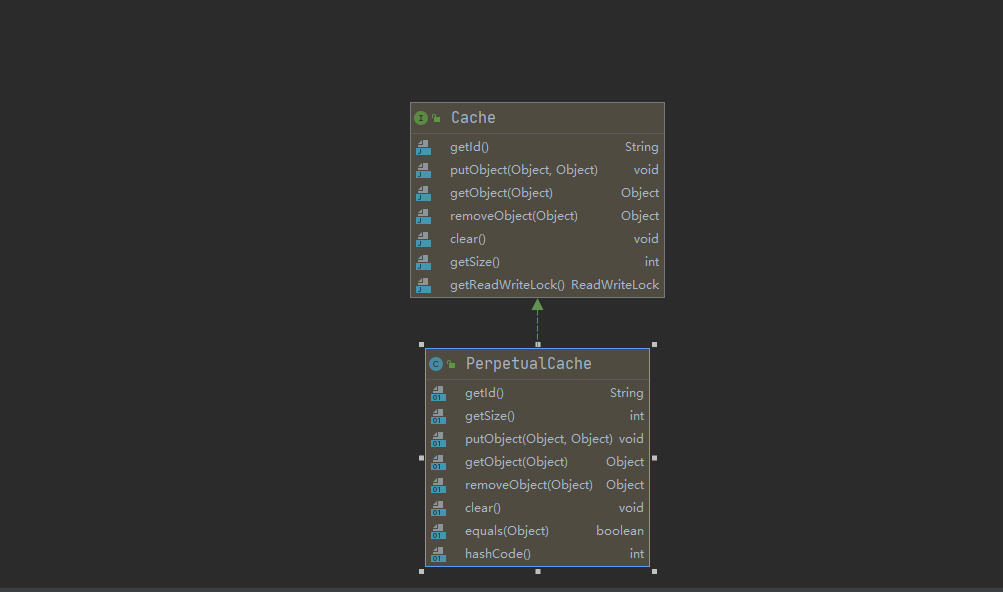 Cache
getId() String
putObject(Object, Object) void
getObject(Object) Object
removeObject(Object) Object
clear() void
getSize() int
getReadWriteLock() ReadWriteLock
PerpetualCache
getId() String
getSize() int
putObject(Object, Object) void
getObject(Object) Object
removeObject(Object) Object
clear() void
equals(Object) boolean
hashCode() int